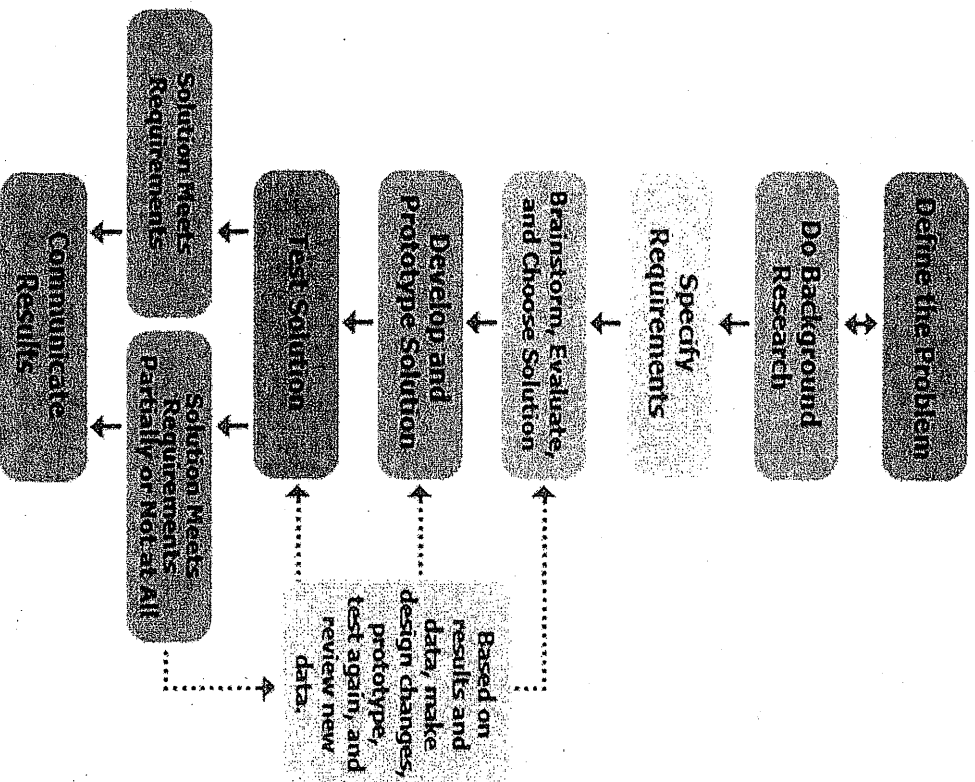 Define the Problem
Do Background
Research
Specify
Requirements
Brainstorm, Evaluate,
and Choose Solution
Develop and
Prototype Solution
Test Solution
Based on
results and
data, make
design changes,
prototype,
test again, and
review new
data.
Solution Meets
Requirements
Solution Meets
Requirements
Partially or Not at All
Communicate
Results